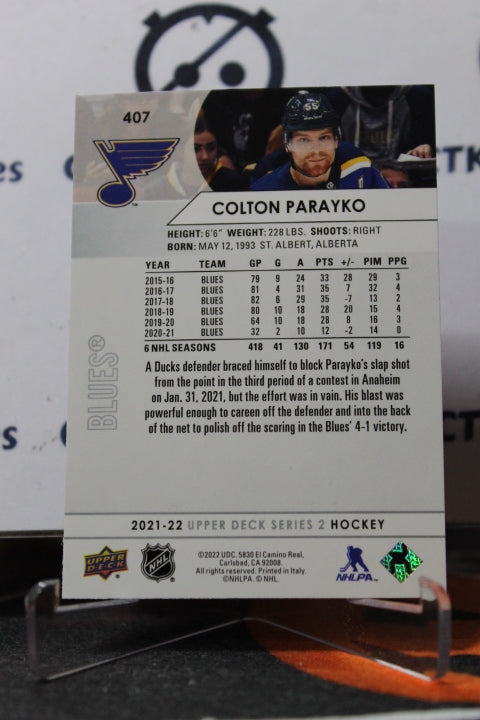 407
55
COLTON PARAYKO
HEIGHT: 6'6" WEIGHT: 228 LBS. SHOOTS: RIGHT
BORN: MAY 12, 1993 ST. ALBERT, ALBERTA
YEAR TEAM GP G A PTS +/- PIM PPG
2015-16 BLUES 79 9 24 33 28 29 3
2016-17 BLUES 81 4 31 35 7 32 4
2017-18 BLUES 82 6 29 35 -7 13 2
2018-19 BLUES 80 10 18 28 20 15 4
2019-20 BLUES 64 10 18 28 8 16 3
2020-21 BLUES 32 2 10 12 -2 14 0
6 NHL SEASONS 418 41 130 171 54 119 16
BLUES®
A Ducks defender braced himself to block Parayko's slap shot
from the point in the third period of a contest in Anaheim
on Jan. 31, 2021, but the effort was in vain. His blast was
powerful enough to careen off the defender and into the back
of the net to polish off the scoring in the Blues' 4-1 victory.
2021-22 UPPER DECK SERIES 2 HOCKEY
UPPER
DECK
NHL
©2022 UDC. 5830 El Camino Real,
Carlsbad, CA 92008.
All rights reserved. Printed in Italy.
©NHLPA. © NHL.
NHLPA